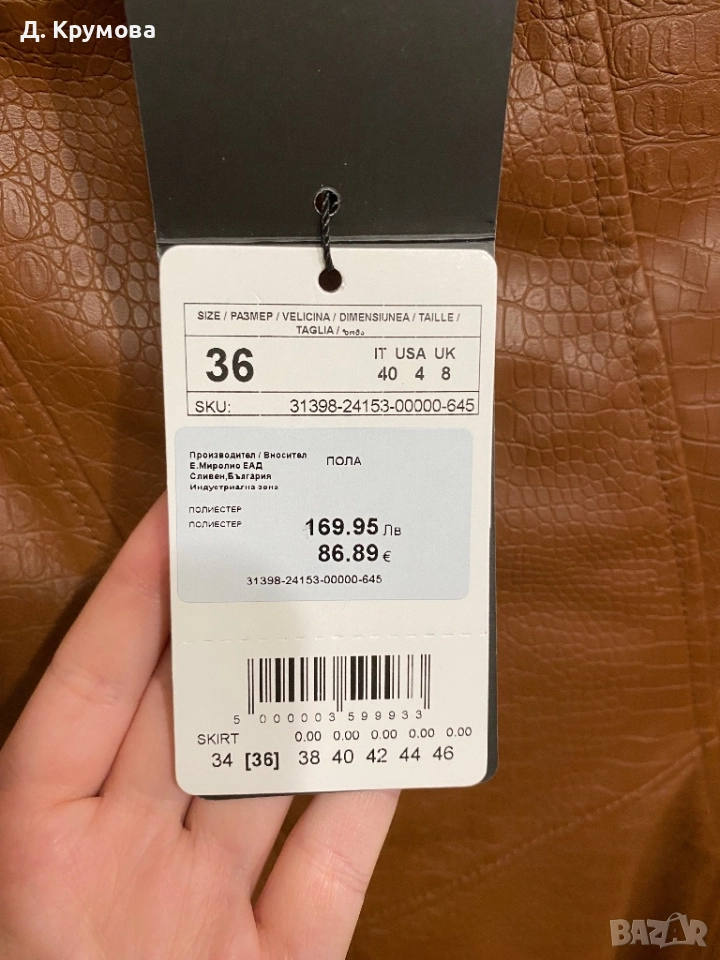 Д. Крумова
SIZE / РАЗМЕР / VELICINA / DIMENSIUNEA / TAILLE /
TAGLIA / ზომა
36
IT USA UK
40 4 8
SKU: 31398-24153-00000-645
Производител / Вносител
Е.Миролио ЕАД
Сливен,България
Индустриална зона
ПОЛА
ПОЛИЕСТЕР
ПОЛИЕСТЕР
169.95 Лв
86.89 €
31398-24153-00000-645
5 000003 599933
SKIRT 0.00 0.00 0.00 0.00 0.00
34 [36] 38 40 42 44 46
BAZAR